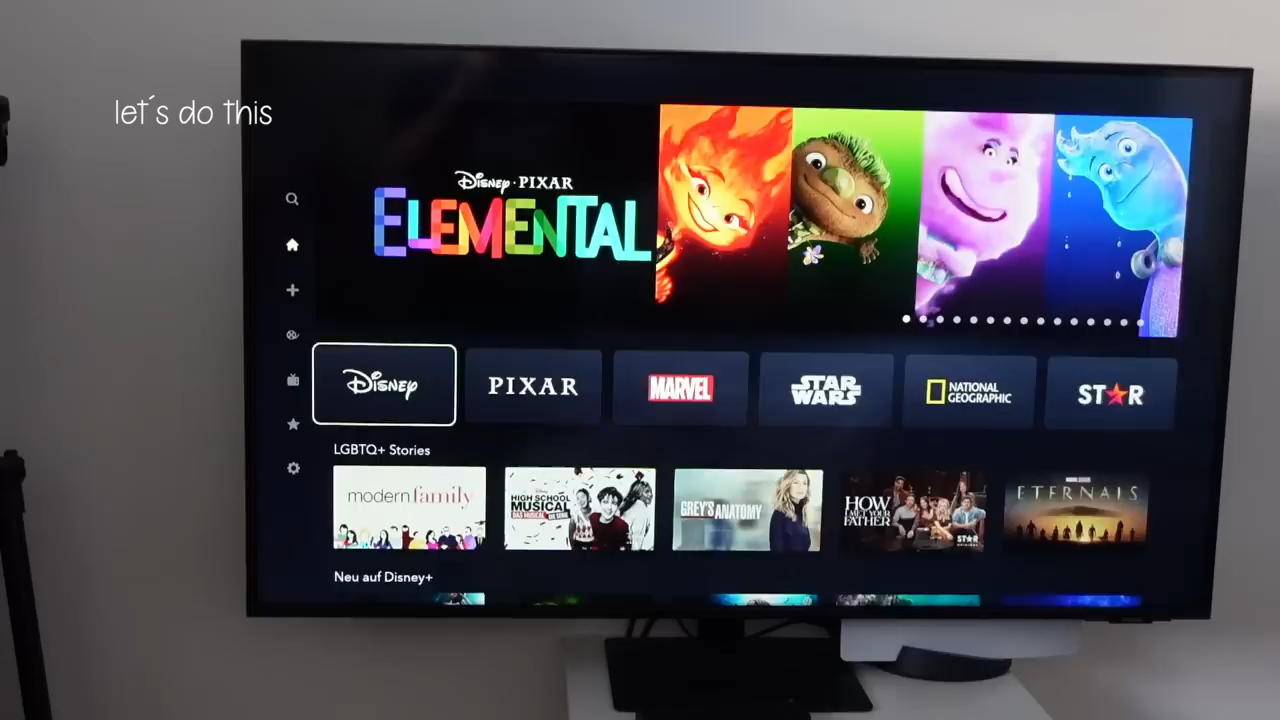 let´s do this
Disney · PIXAR
ELEMENTAL
Disney
PIXAR
MARVEL
STAR
WARS
NATIONAL
GEOGRAPHIC
STAR
LGBTQ+ Stories
modern family
HIGH SCHOOL
MUSICAL
GREY'S ANATOMY
HOW
I MET YOUR
FATHER
STAR
ETERNALS
Neu auf Disney+